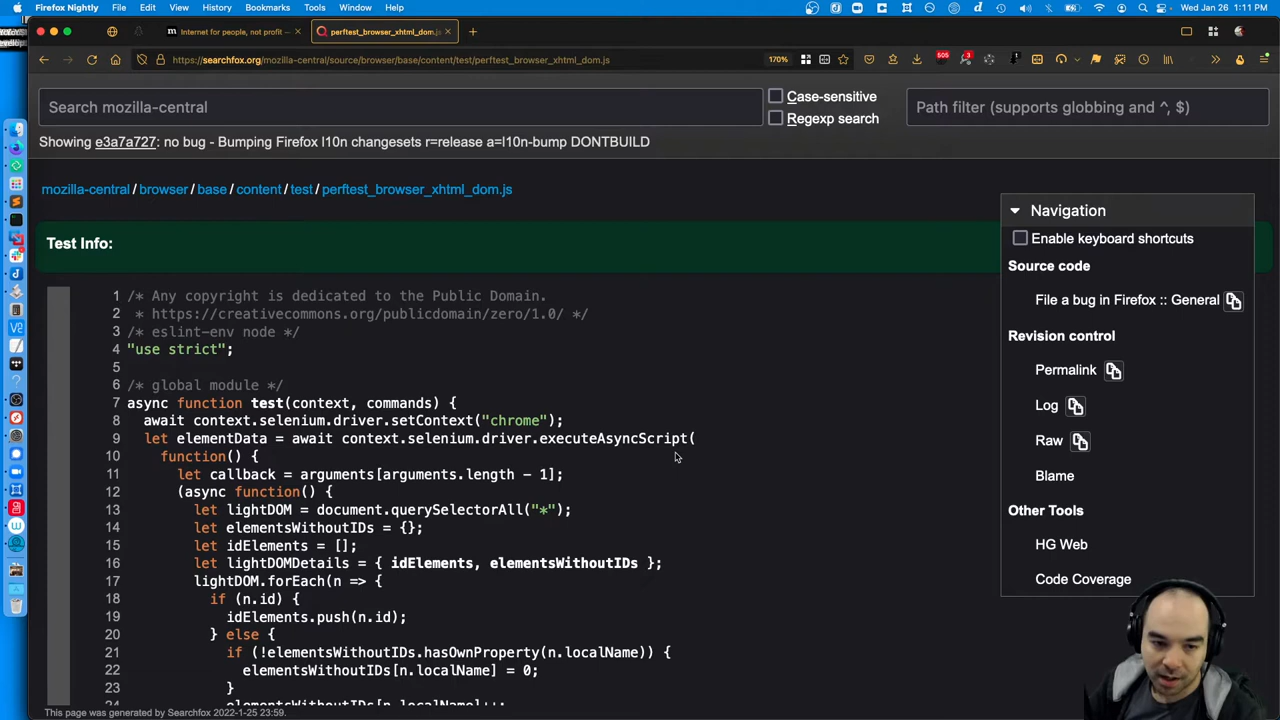 Firefox Nightly File Edit View History Bookmarks Tools Window Help Wed Jan 26 1:11 PM
Internet for people, not profit — perftest_browser_xhtml_dom.js
https://searchfox.org/mozilla-central/source/browser/base/content/test/perftest_browser_xhtml_dom.js 170% 605 3
Search mozilla-central
Case-sensitive
Regexp search
Path filter (supports globbing and ^, $)
Showing e3a7a727: no bug - Bumping Firefox l10n changesets r=release a=l10n-bump DONTBUILD
mozilla-central / browser / base / content / test / perftest_browser_xhtml_dom.js
Test Info:
Navigation
Enable keyboard shortcuts
Source code
File a bug in Firefox :: General
Revision control
Permalink
Log
Raw
Blame
Other Tools
HG Web
Code Coverage
1 /* Any copyright is dedicated to the Public Domain.
2 * https://creativecommons.org/publicdomain/zero/1.0/ */
3 /* eslint-env node */
4 "use strict";
5
6 /* global module */
7 async function test(context, commands) {
8 await context.selenium.driver.setContext("chrome");
9 let elementData = await context.selenium.driver.executeAsyncScript(
10 function() {
11 let callback = arguments[arguments.length - 1];
12 (async function() {
13 let lightDOM = document.querySelectorAll("*");
14 let elementsWithoutIDs = {};
15 let idElements = [];
16 let lightDOMDetails = { idElements, elementsWithoutIDs };
17 lightDOM.forEach(n => {
18 if (n.id) {
19 idElements.push(n.id);
20 } else {
21 if (!elementsWithoutIDs.hasOwnProperty(n.localName)) {
22 elementsWithoutIDs[n.localName] = 0;
23 }
24 elementsWithoutIDs[n.localName]++;
This page was generated by Searchfox 2022-1-25 23:59.